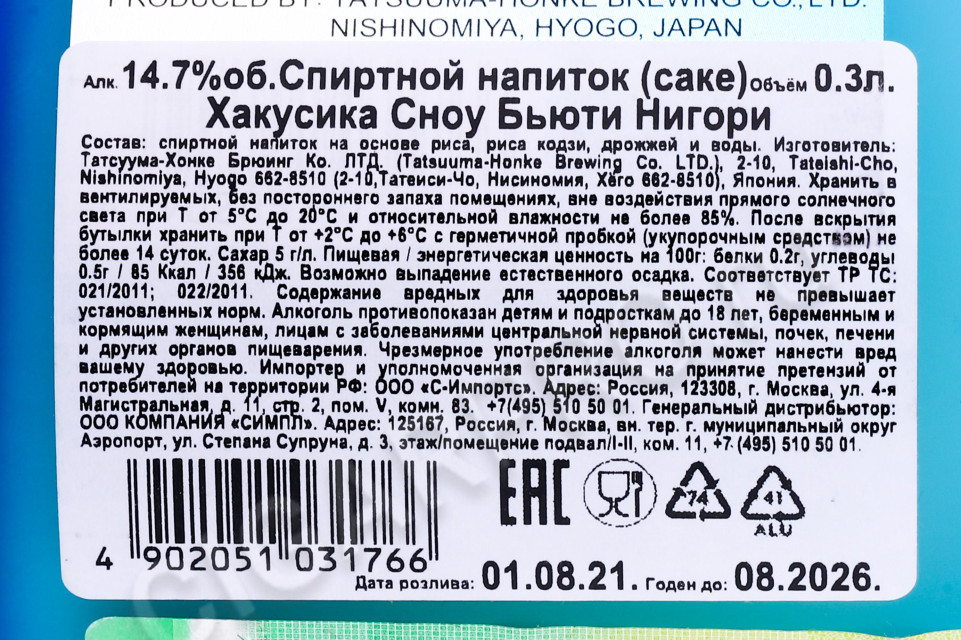 PRODUCED BY: TATSUUMA-HONKE BREWING CO., LTD.
NISHINOMIYA, HYOGO, JAPAN
Алк. 14.7%об. Спиртной напиток (саке) Объём 0.3л.
Хакусика Сноу Бьюти Нигори
Состав: спиртной напиток на основе риса, риса кодзи, дрожжей и воды. Изготовитель:
Татсуума-Хонке Брюинг Ко. ЛТД. (Tatsuuma-Honke Brewing Co. LTD.), 2-10, Tateishi-Cho,
Nishinomiya, Hyogo 662-8510 (2-10,Татеиси-Чо, Нисиномия, Хёго 662-8510), Япония. Хранить в
вентилируемых, без постороннего запаха помещениях, вне воздействия прямого солнечного
света при Т от 5°С до 20°С и относительной влажности не более 85%. После вскрытия
бутылки хранить при Т от +2°С до +6°С с герметичной пробкой (укупорочным средством) не
более 14 суток. Сахар 5 г/л. Пищевая / энергетическая ценность на 100г: белки 0.2г, углеводы
0.5г / 85 Ккал / 356 кДж. Возможно выпадение естественного осадка. Соответствует ТР ТС:
021/2011; 022/2011. Содержание вредных для здоровья веществ не превышает
установленных норм. Алкоголь противопоказан детям и подросткам до 18 лет, беременным и
кормящим женщинам, лицам с заболеваниями центральной нервной системы, почек, печени
и других органов пищеварения. Чрезмерное употребление алкоголя может нанести вред
вашему здоровью. Импортер и уполномоченная организация на принятие претензий от
потребителей на территории РФ: ООО «С-Импортс». Адрес: Россия, 123308, г. Москва, ул. 4-я
Магистральная, д. 11, стр. 2, пом. V, комн. 83. +7(495) 510 50 01. Генеральный дистрибьютор:
ООО КОМПАНИЯ «СИМПЛ». Адрес: 125167, Россия, г. Москва, вн. тер. г. муниципальный округ
Аэропорт, ул. Степана Супруна, д. 3, этаж/помещение подвал/I-II, ком. 11, +7 (495) 510 50 01.
EAC 74 41
ALU
4 902051 031766
Дата розлива: 01.08.21. Годен до: 08.2026.